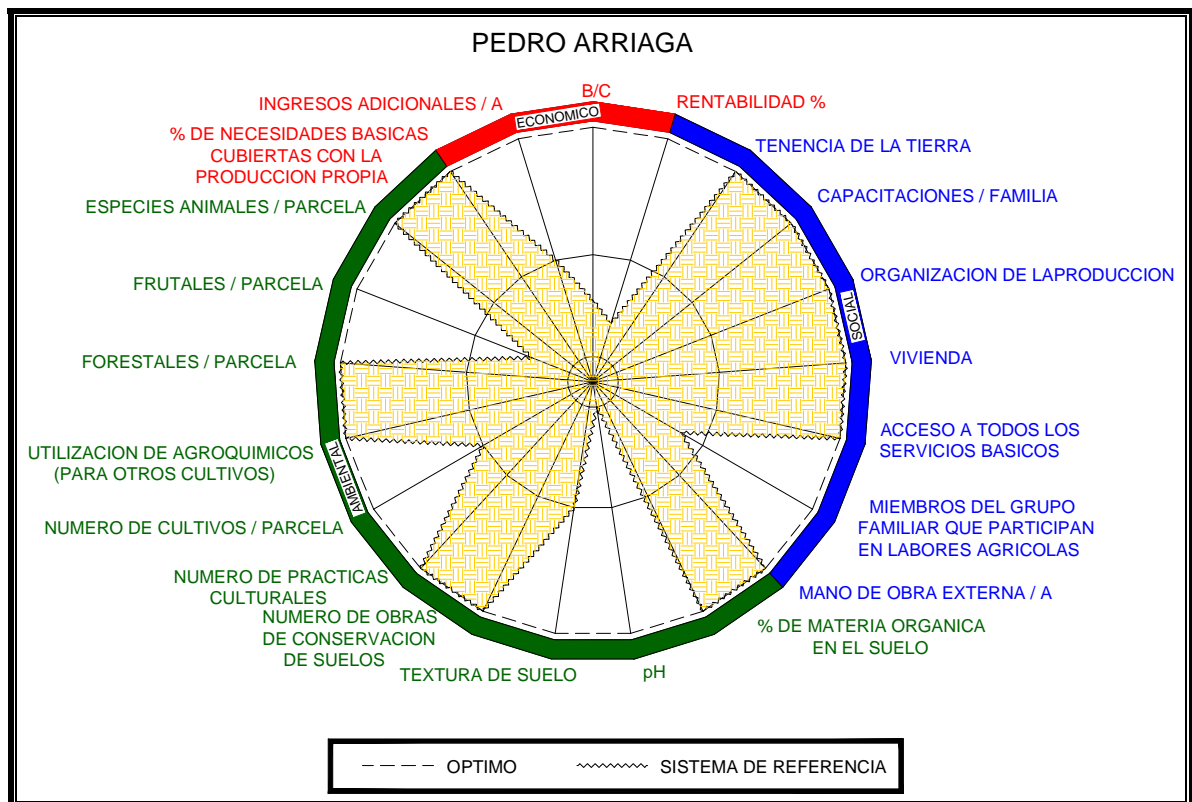 PEDRO ARRIAGA
B/C
INGRESOS ADICIONALES / A
RENTABILIDAD %
ECONOMICO
% DE NECESIDADES BASICAS
CUBIERTAS CON LA
PRODUCCION PROPIA
TENENCIA DE LA TIERRA
ESPECIES ANIMALES / PARCELA
CAPACITACIONES / FAMILIA
FRUTALES / PARCELA
ORGANIZACION DE LAPRODUCCION
SOCIAL
FORESTALES / PARCELA
VIVIENDA
UTILIZACION DE AGROQUIMICOS
(PARA OTROS CULTIVOS)
ACCESO A TODOS LOS
SERVICIOS BASICOS
AMBIENTAL
NUMERO DE CULTIVOS / PARCELA
MIEMBROS DEL GRUPO
FAMILIAR QUE PARTICIPAN
EN LABORES AGRICOLAS
NUMERO DE PRACTICAS
CULTURALES
MANO DE OBRA EXTERNA / A
NUMERO DE OBRAS
DE CONSERVACION
DE SUELOS
% DE MATERIA ORGANICA
EN EL SUELO
TEXTURA DE SUELO
pH
OPTIMO
SISTEMA DE REFERENCIA